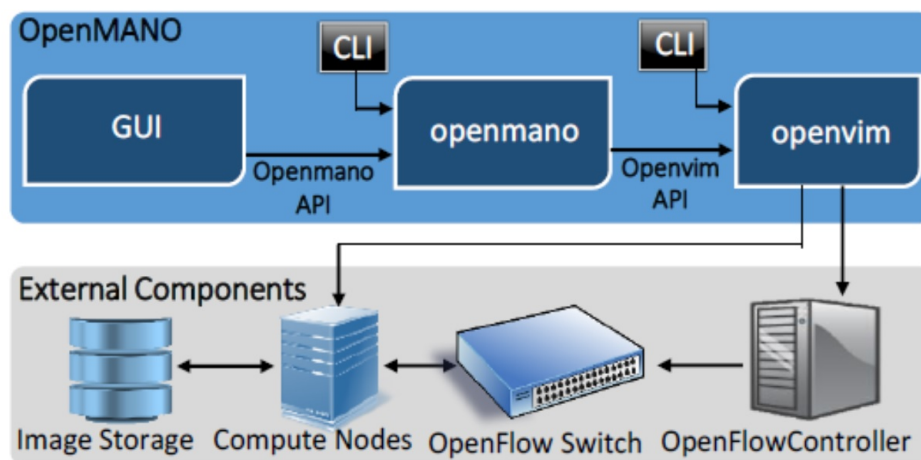 OpenMANO
CLI
CLI
GUI
openmano
openvim
Openmano
API
Openvim
API
External Components
Image Storage
Compute Nodes
OpenFlow Switch
OpenFlowController